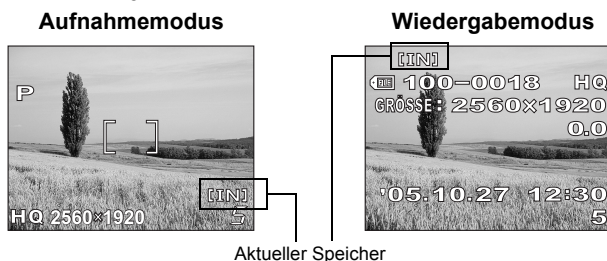 Aufnahmemodus
P
[IN]
HQ 2560×1920
5
Wiedergabemodus
[IN]
100-0018 HQ
GRÖSSE: 2560×1920
0.0
'05.10.27 12:30
5
Aktueller Speicher